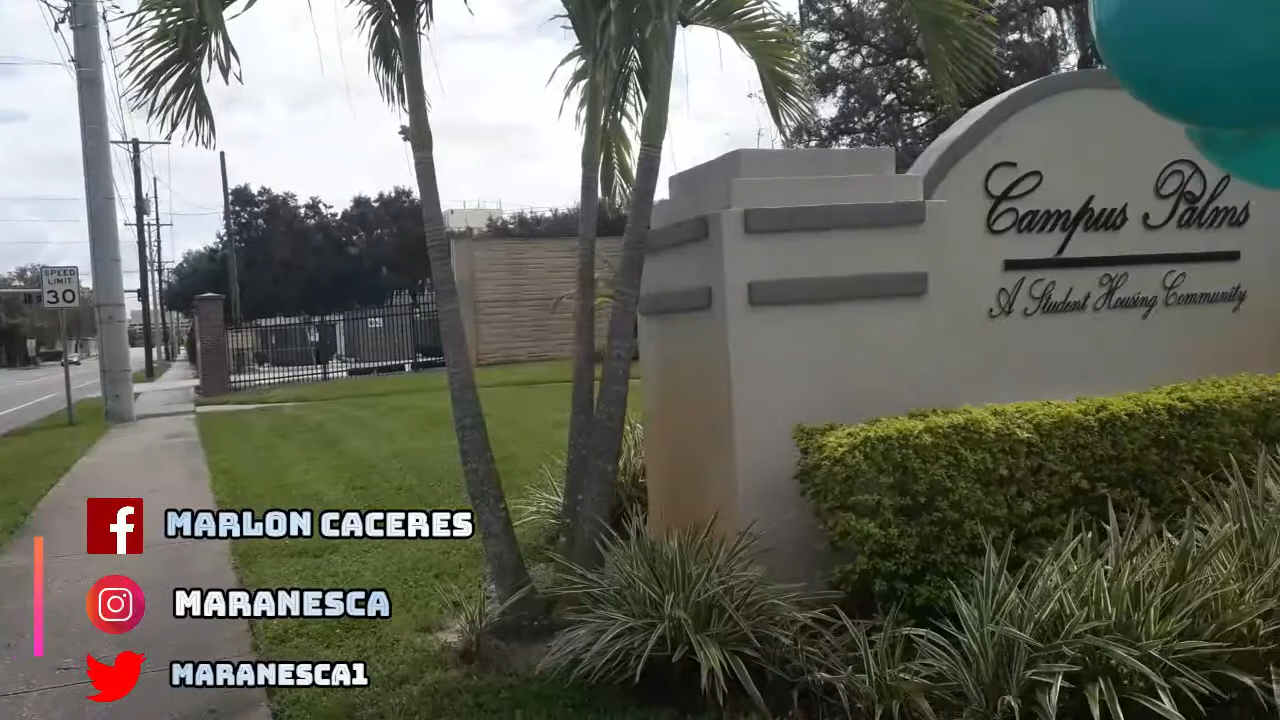 SPEED
LIMIT
30
Campus Palms
A Student Housing Community
MARLON CACERES
MARANESCA
MARANESCA1